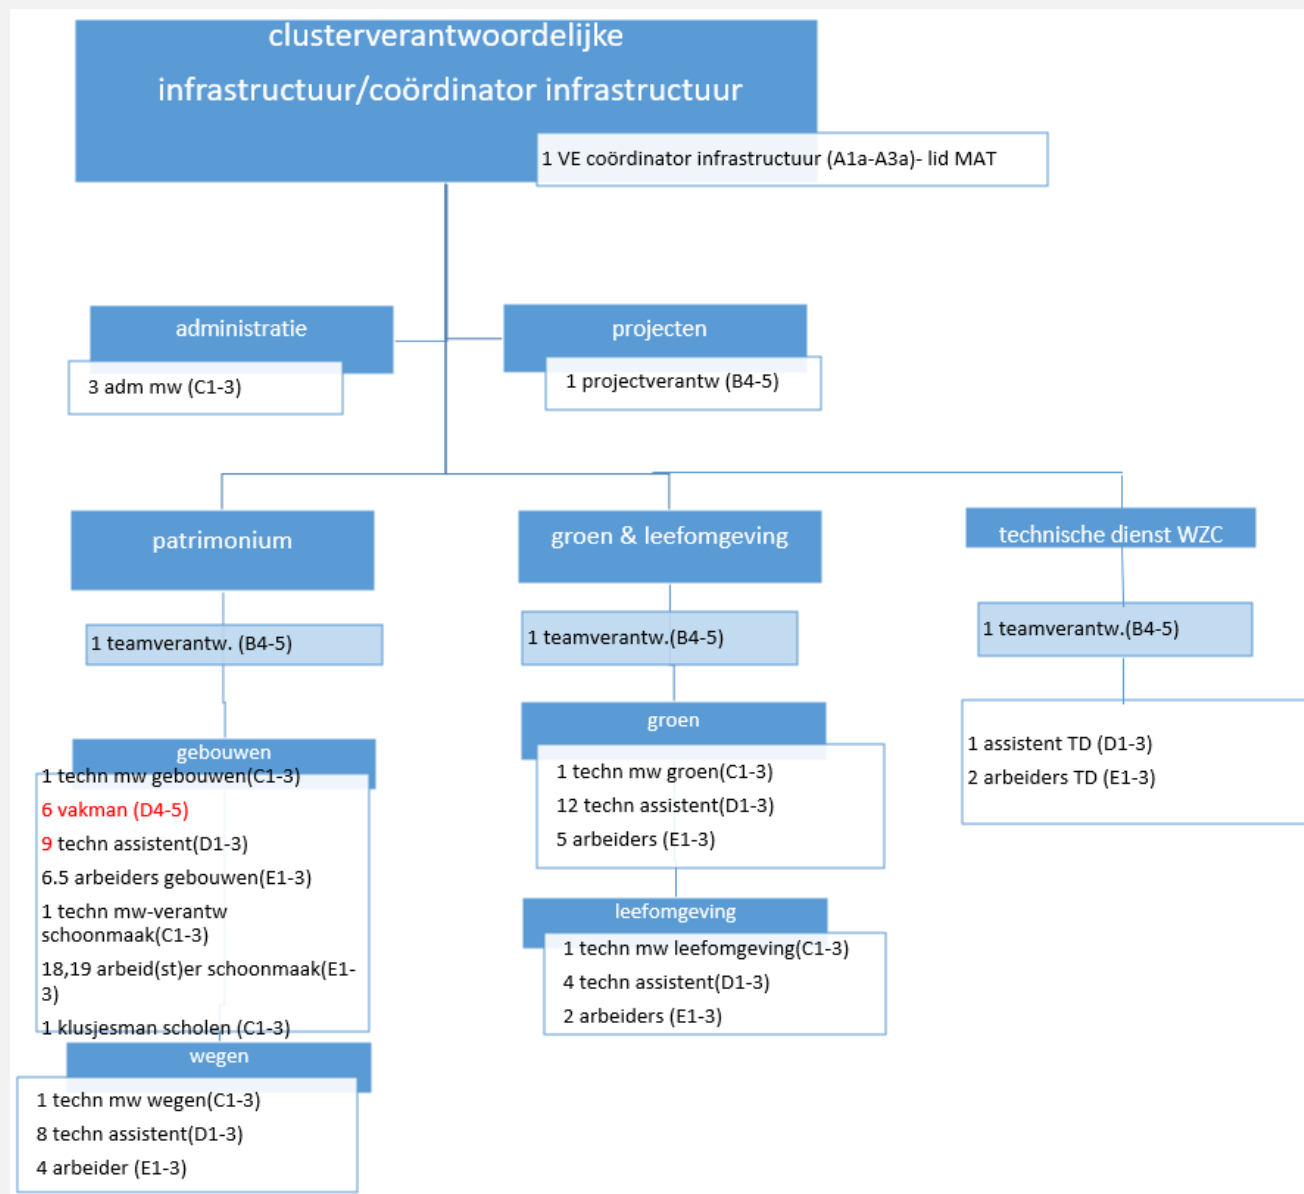 clusterverantwoordelijke
infrastructuur/coördinator infrastructuur
1 VE coördinator infrastructuur (A1a-A3a)- lid MAT
administratie
3 adm mw (C1-3)
projecten
1 projectverantw (B4-5)
patrimonium
1 teamverantw. (B4-5)
gebouwen
1 techn mw gebouwen(C1-3)
6 vakman (D4-5)
9 techn assistent(D1-3)
6.5 arbeiders gebouwen(E1-3)
1 techn mw-verantw
schoonmaak(C1-3)
18,19 arbeid(st)er schoonmaak(E1-
3)
1 klusjesman scholen (C1-3)
wegen
1 techn mw wegen(C1-3)
8 techn assistent(D1-3)
4 arbeider (E1-3)
groen & leefomgeving
1 teamverantw.(B4-5)
groen
1 techn mw groen(C1-3)
12 techn assistent(D1-3)
5 arbeiders (E1-3)
leefomgeving
1 techn mw leefomgeving(C1-3)
4 techn assistent(D1-3)
2 arbeiders (E1-3)
technische dienst WZC
1 teamverantw.(B4-5)
1 assistent TD (D1-3)
2 arbeiders TD (E1-3)